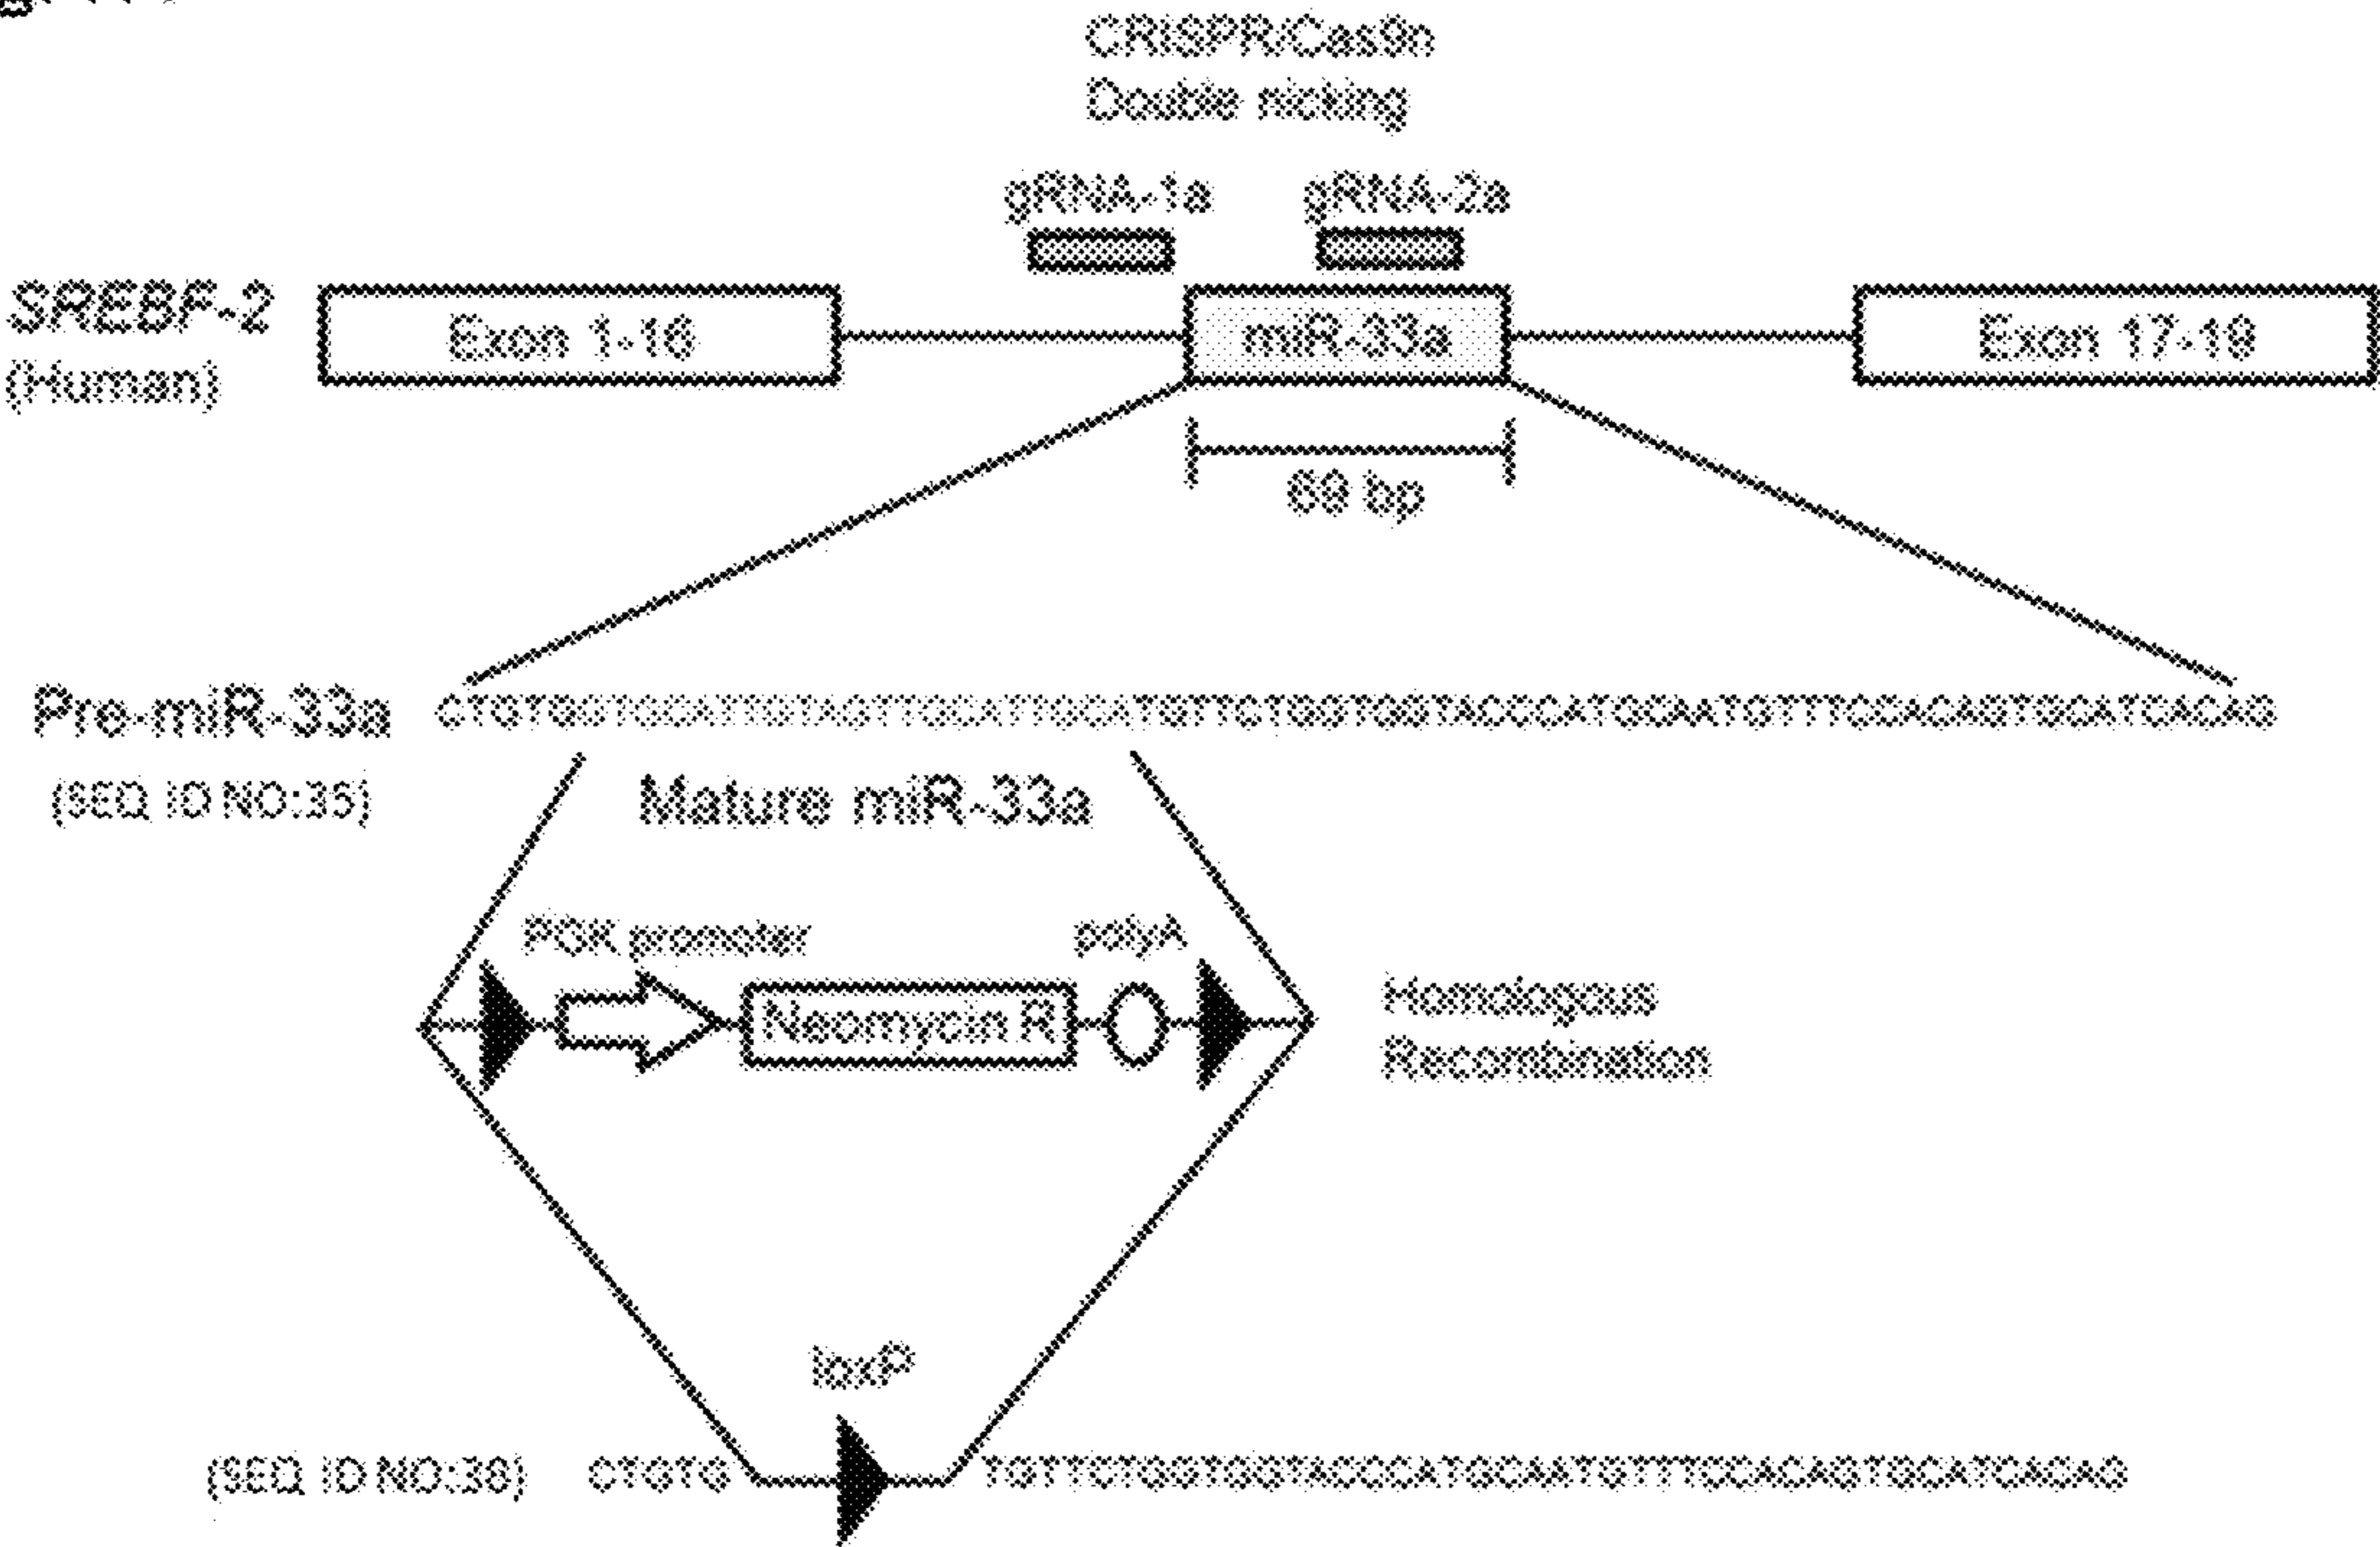 CRISPR/Cas9n
Double nicking
gRNA-1a gRNA-2a
SREBF-2
(Human)
Exon 1-16 miR-33a Exon 17-19
69 bp
Pre-miR-33a CTGTGGTGCATTGTAGTTGCATTGCATGTTCTGGTGGTACCCATGCAATGTTTCCACAGTGCATCACAG
(SEQ ID NO:35) Mature miR-33a
PGK promoter polyA
Neomycin R
Homologous
Recombination
loxP
(SEQ ID NO:36) CTGTG TGTTCTGGTGGTACCCATGCAATGTTTCCACAGTGCATCACAG